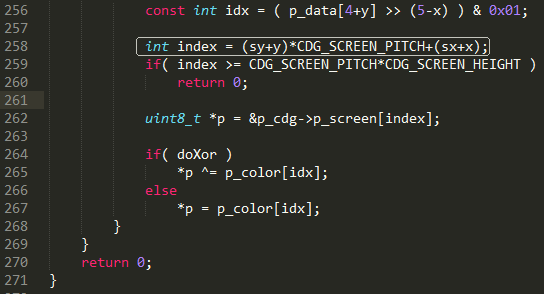 256 const int idx = ( p_data[4+y] >> (5-x) ) & 0x01;
257
258 int index = (sy+y)*CDG_SCREEN_PITCH+(sx+x);
259 if( index >= CDG_SCREEN_PITCH*CDG_SCREEN_HEIGHT )
260 return 0;
261
262 uint8_t *p = &p_cdg->p_screen[index];
263
264 if( doXor )
265 *p ^= p_color[idx];
266 else
267 *p = p_color[idx];
268 }
269 }
270 return 0;
271 }